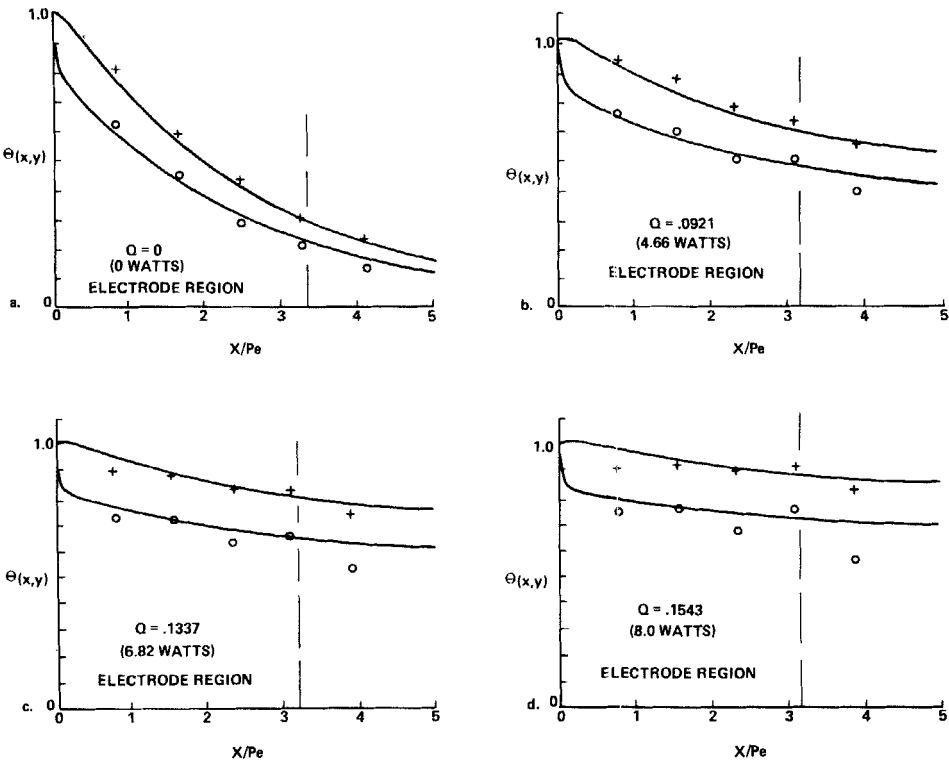 1.0
Θ(x,y)
Q = 0
(0 WATTS)
ELECTRODE REGION
a. 0
0 1 2 3 4 5
X/Pe
1.0
Θ(x,y)
Q = .0921
(4.66 WATTS)
ELECTRODE REGION
b. 0
0 1 2 3 4 5
X/Pe
1.0
Θ(x,y)
Q = .1337
(6.82 WATTS)
ELECTRODE REGION
c. 0
0 1 2 3 4 5
X/Pe
1.0
Θ(x,y)
Q = .1543
(8.0 WATTS)
ELECTRODE REGION
d. 0
0 1 2 3 4 5
X/Pe